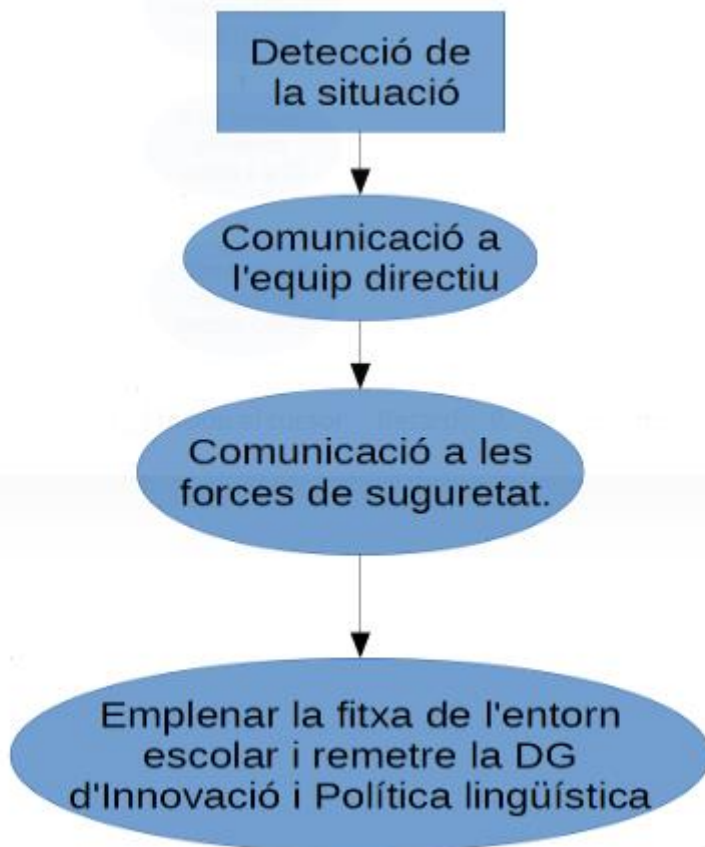 Detecció de
la situació
Comunicació a
l'equip directiu
Comunicació a les
forces de suguretat.
Emplenar la fitxa de l'entorn
escolar i remetre la DG
d'Innovació i Política lingüística